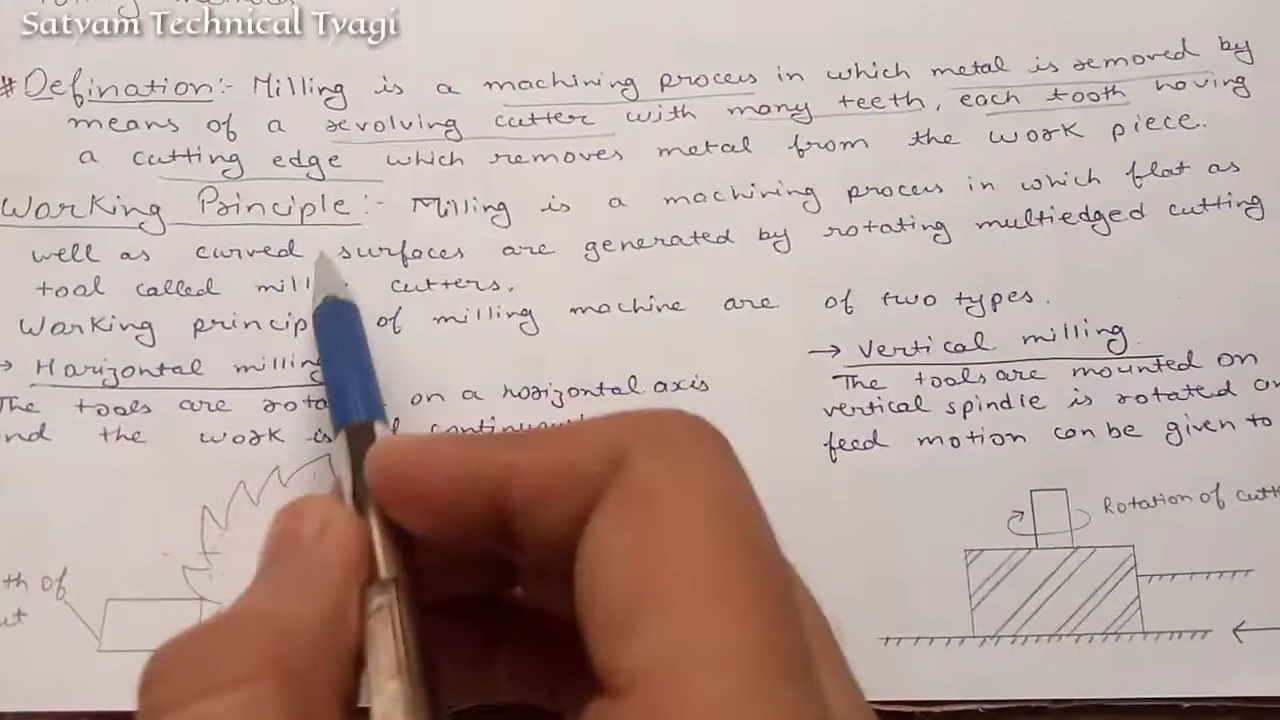 Satyam Technical Tyagi
#Defination:- Milling is a machining process in which metal is removed by
means of a revolving cutter with many teeth, each tooth having
a cutting edge which removes metal from the work piece.
Working Principle:- Milling is a machining process in which flat as
well as curved surfaces are generated by rotating multiedged cutting
tool called cutters.
Working of milling machine are of two types.
→ Horizontal milling
The tools are on a horizontal axis
the work is
→ Vertical milling
The tools are mounted on
vertical spindle is rotated
feed motion can be given to
Rotation of
of